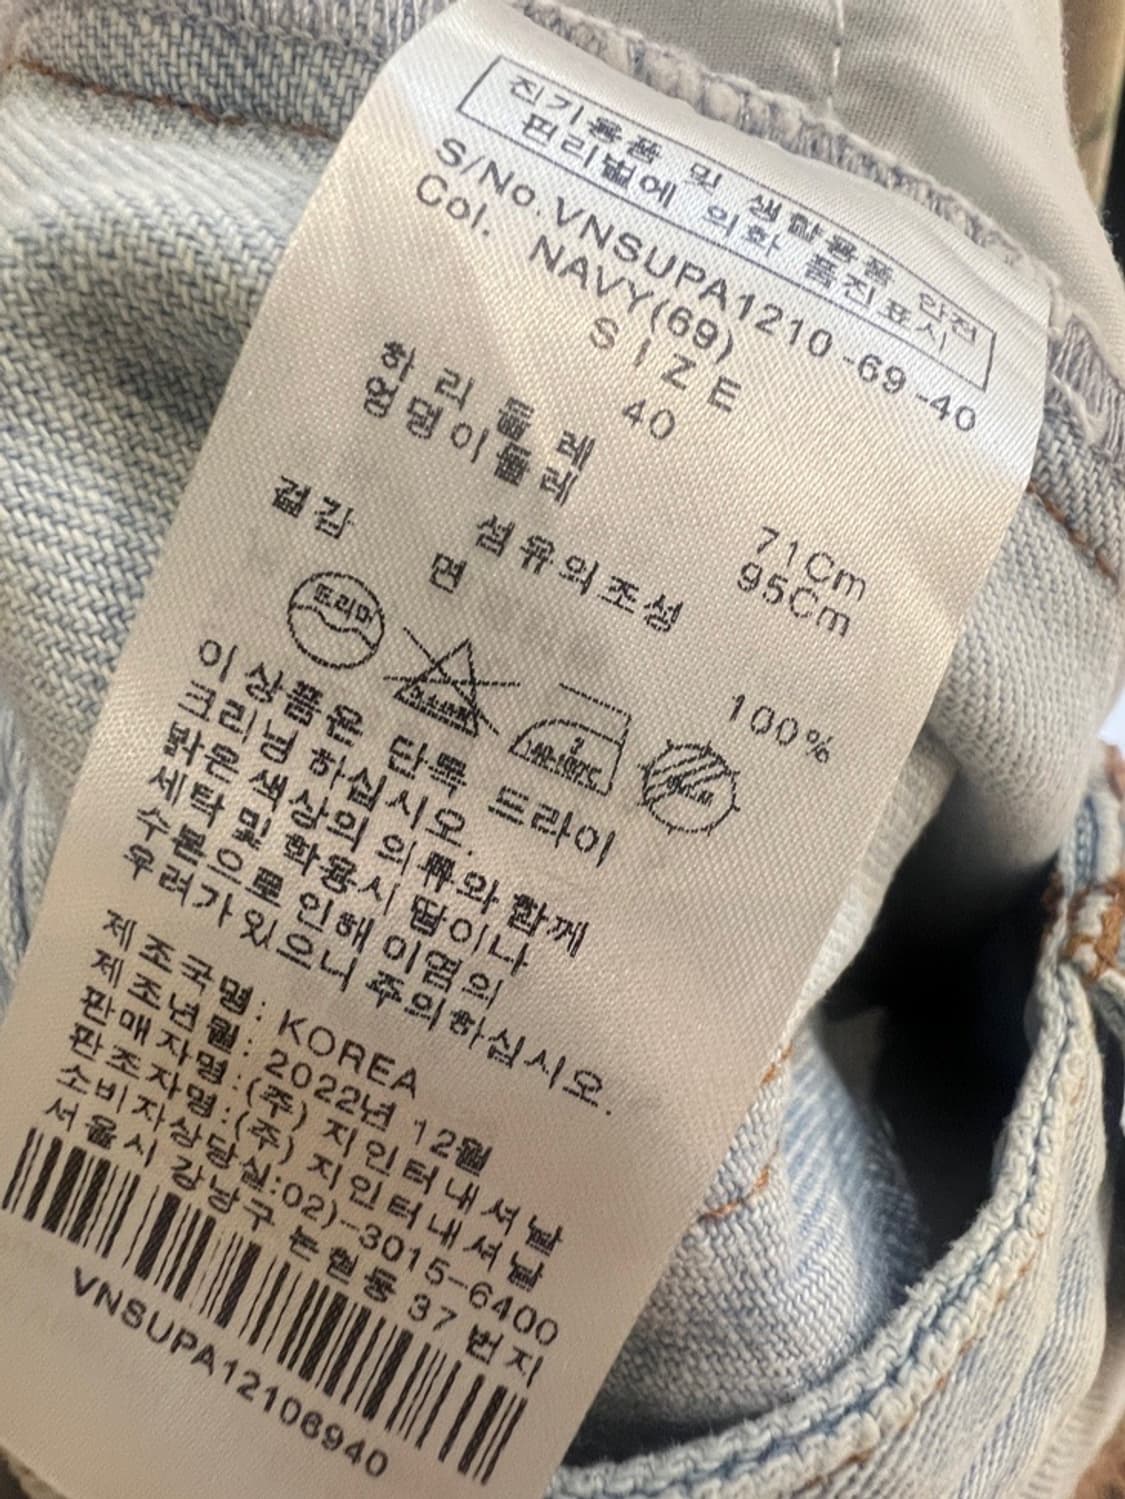 전기용품 및 생활용품 안전
관리법에 의한 품질표시
S/No.VNSUPA1210-69-40
Col. NAVY(69)
SIZE
40
허리둘레 71Cm
엉덩이둘레 95Cm
섬유의조성
겉감 면 100%
드리이
3
140-160℃
이 상품은 단독 드라이
크리닝 하십시오.
밝은 색상의 의류와 함께
세탁 및 착용시 땀이나
수분으로 인해 이염의
우려가 있으니 주의하십시오.
제조국명: KOREA
제조년월: 2022년 12월
판매자명:(주) 지인터내셔날
제조자명:(주) 지인터내셔날
소비자상담실:02)-3015-6400
서울시 강남구 논현동 37 번지
VNSUPA12106940